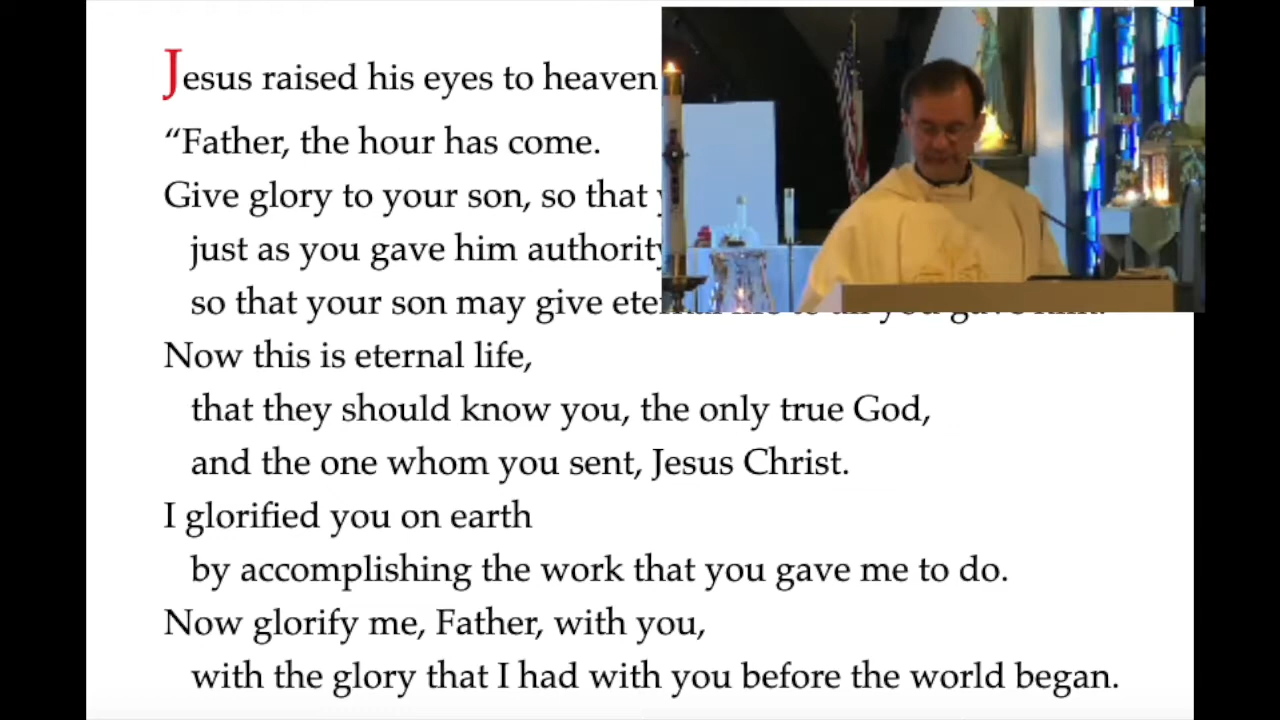 Jesus raised his eyes to heaven
“Father, the hour has come.
Give glory to your son, so that
just as you gave him authority
so that your son may give
Now this is eternal life,
that they should know you, the only true God,
and the one whom you sent, Jesus Christ.
I glorified you on earth
by accomplishing the work that you gave me to do.
Now glorify me, Father, with you,
with the glory that I had with you before the world began.